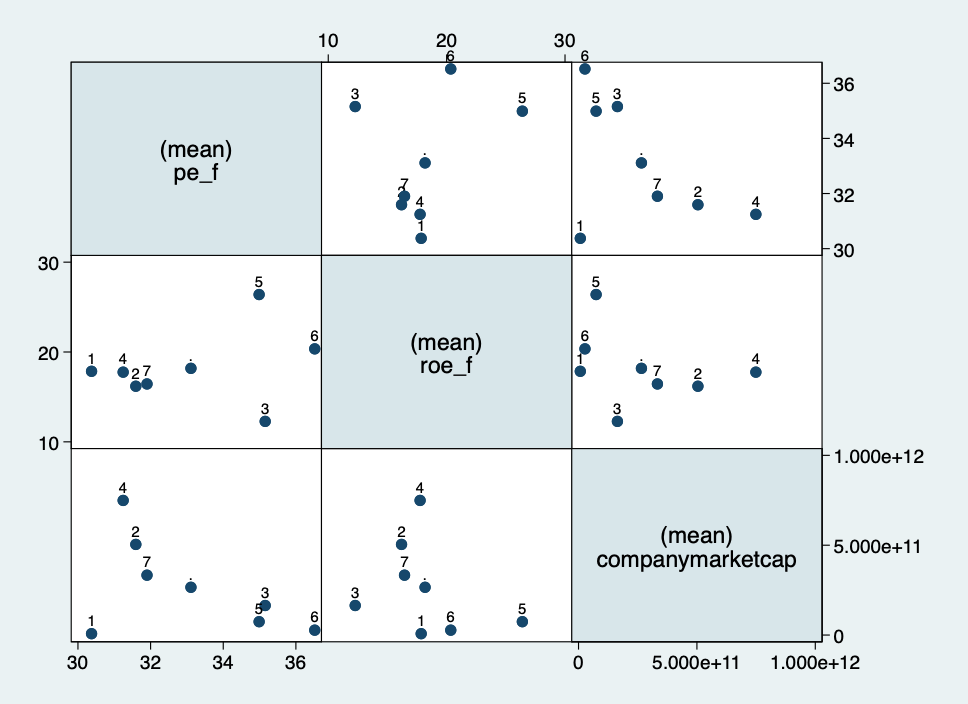 10 20 30
6
3
5
.
7
2
4
1
6
5 3
.
7 2 4
1
(mean)
pe_f
36
34
32
30
30
20
10
5
6
1 4 2 7 .
3
(mean)
roe_f
5
6
1 . 7 2 4
3
4
2
7
.
3
5
6
1
4
2
7 .
3
5
6
1
(mean)
companymarketcap
1.000e+12
5.000e+11
0
30 32 34 36
0 5.000e+11 1.000e+12